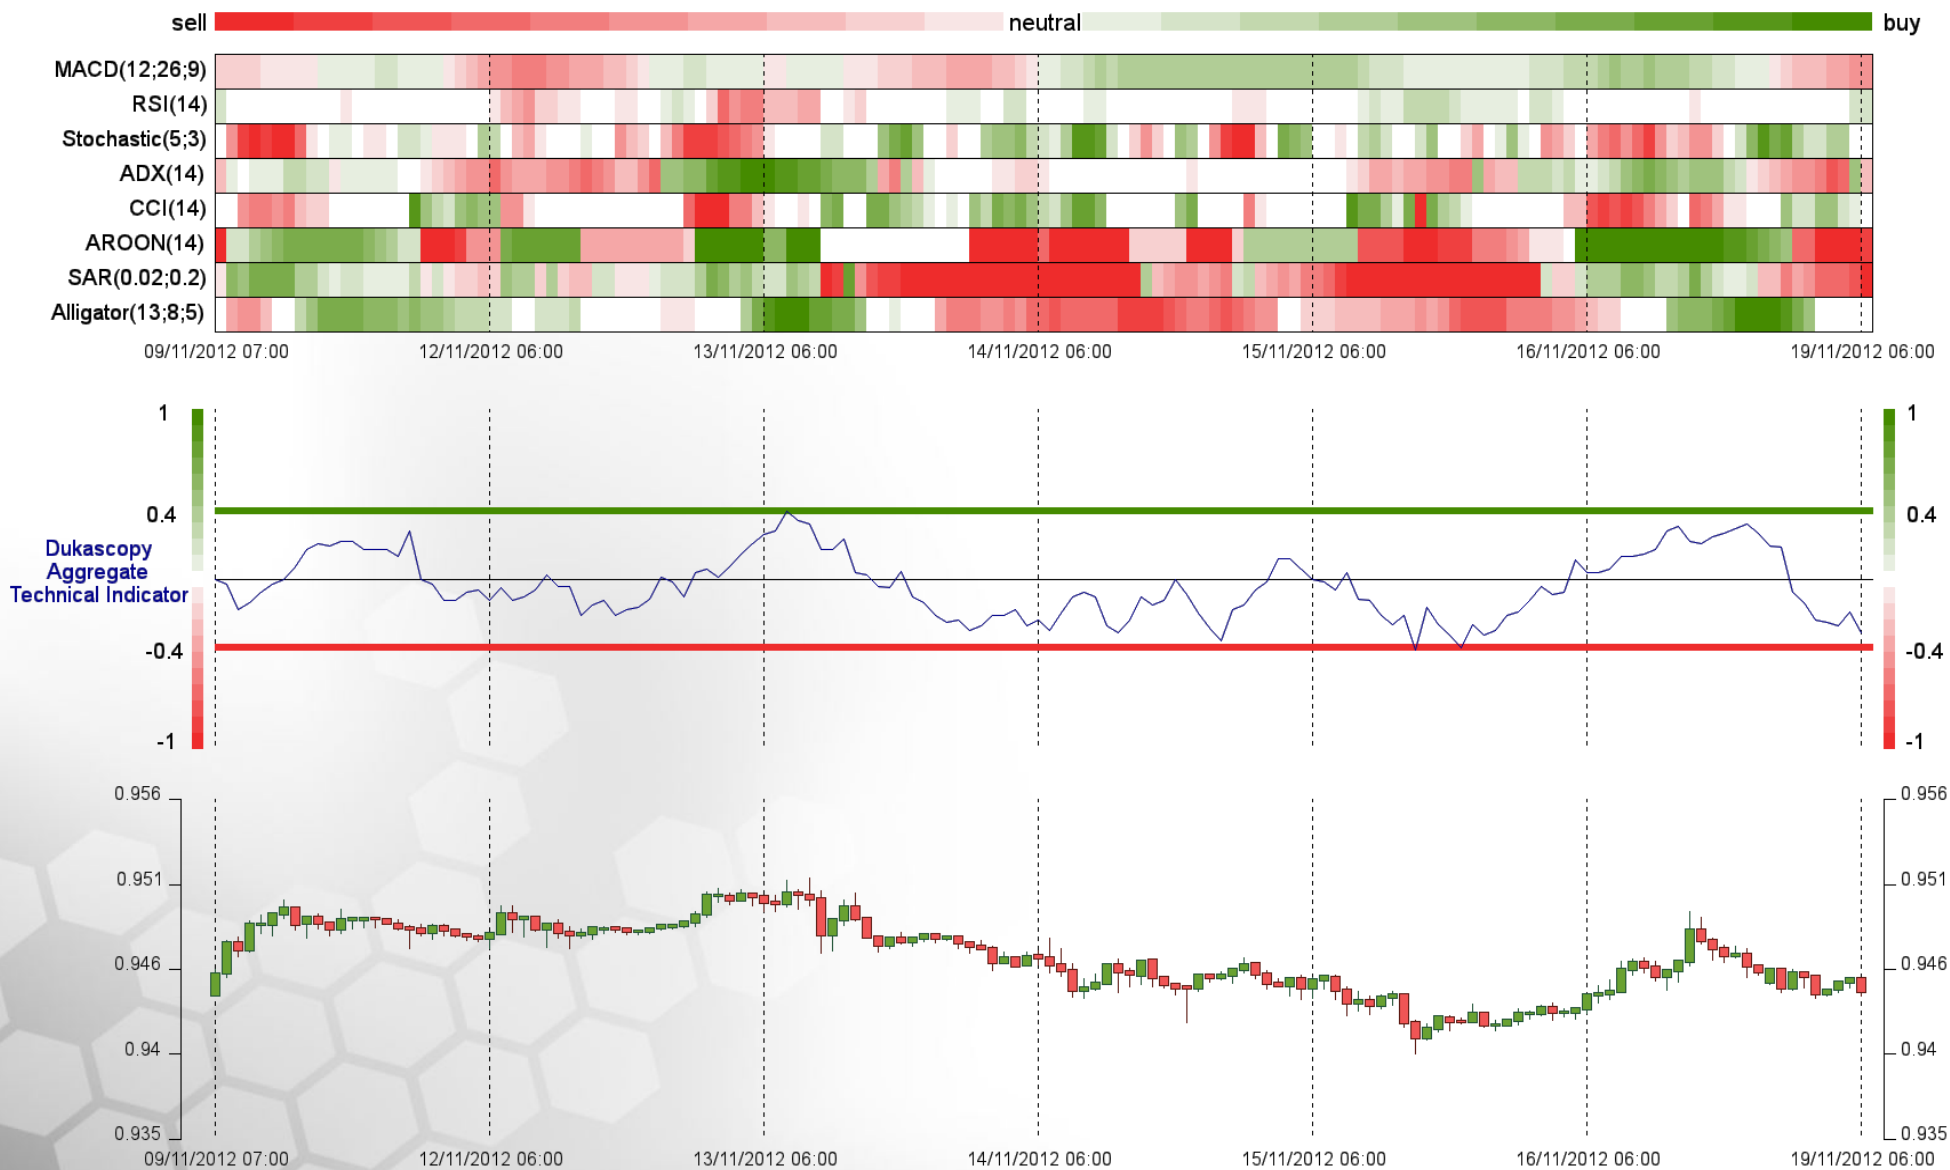 sell neutral buy
MACD(12;26;9)
RSI(14)
Stochastic(5;3)
ADX(14)
CCI(14)
AROON(14)
SAR(0.02;0.2)
Alligator(13;8;5)
09/11/2012 07:00 12/11/2012 06:00 13/11/2012 06:00 14/11/2012 06:00 15/11/2012 06:00 16/11/2012 06:00 19/11/2012 06:00
1 1
0.4 0.4
Dukascopy
Aggregate
Technical Indicator
-0.4 -0.4
-1 -1
0.956 0.956
0.951 0.951
0.946 0.946
0.94 0.94
0.935 0.935
09/11/2012 07:00 12/11/2012 06:00 13/11/2012 06:00 14/11/2012 06:00 15/11/2012 06:00 16/11/2012 06:00 19/11/2012 06:00